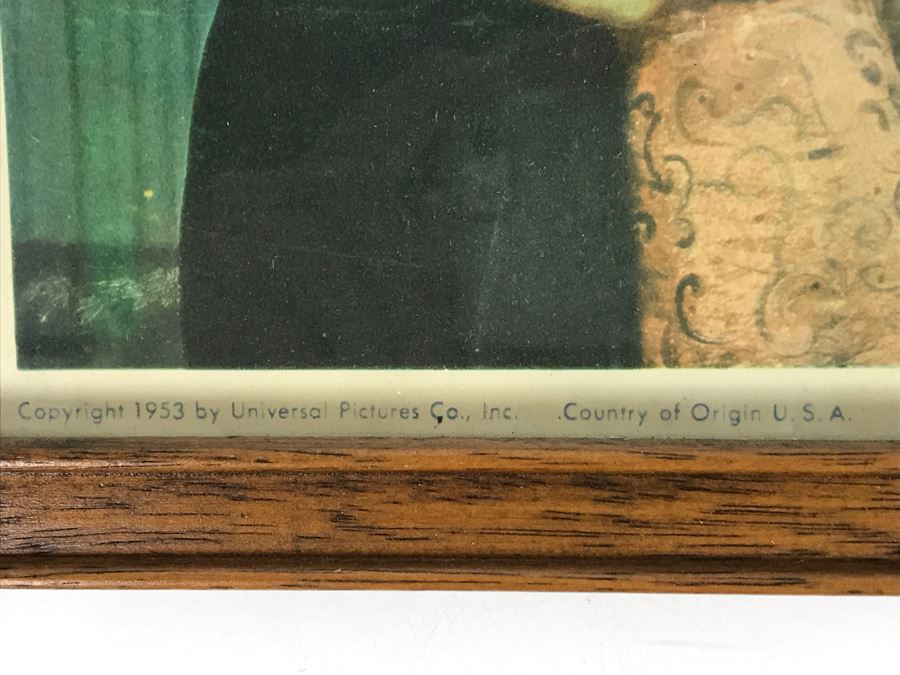 Copyright 1953 by Universal Pictures Co., Inc. .Country of Origin U. S. A.